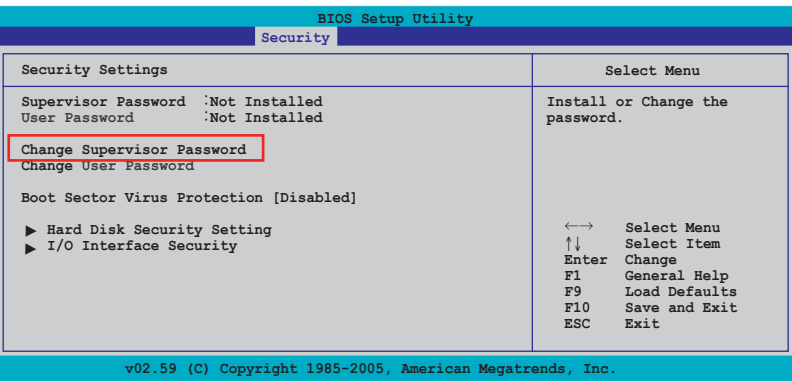 BIOS Setup Utility
Security
Security Settings
Supervisor Password :Not Installed
User Password :Not Installed
Change Supervisor Password
Change User Password
Boot Sector Virus Protection [Disabled]
▶ Hard Disk Security Setting
▶ I/O Interface Security
Select Menu
Install or Change the
password.
←→ Select Menu
↑↓ Select Item
Enter Change
F1 General Help
F9 Load Defaults
F10 Save and Exit
ESC Exit
v02.59 (C) Copyright 1985-2005, American Megatrends, Inc.